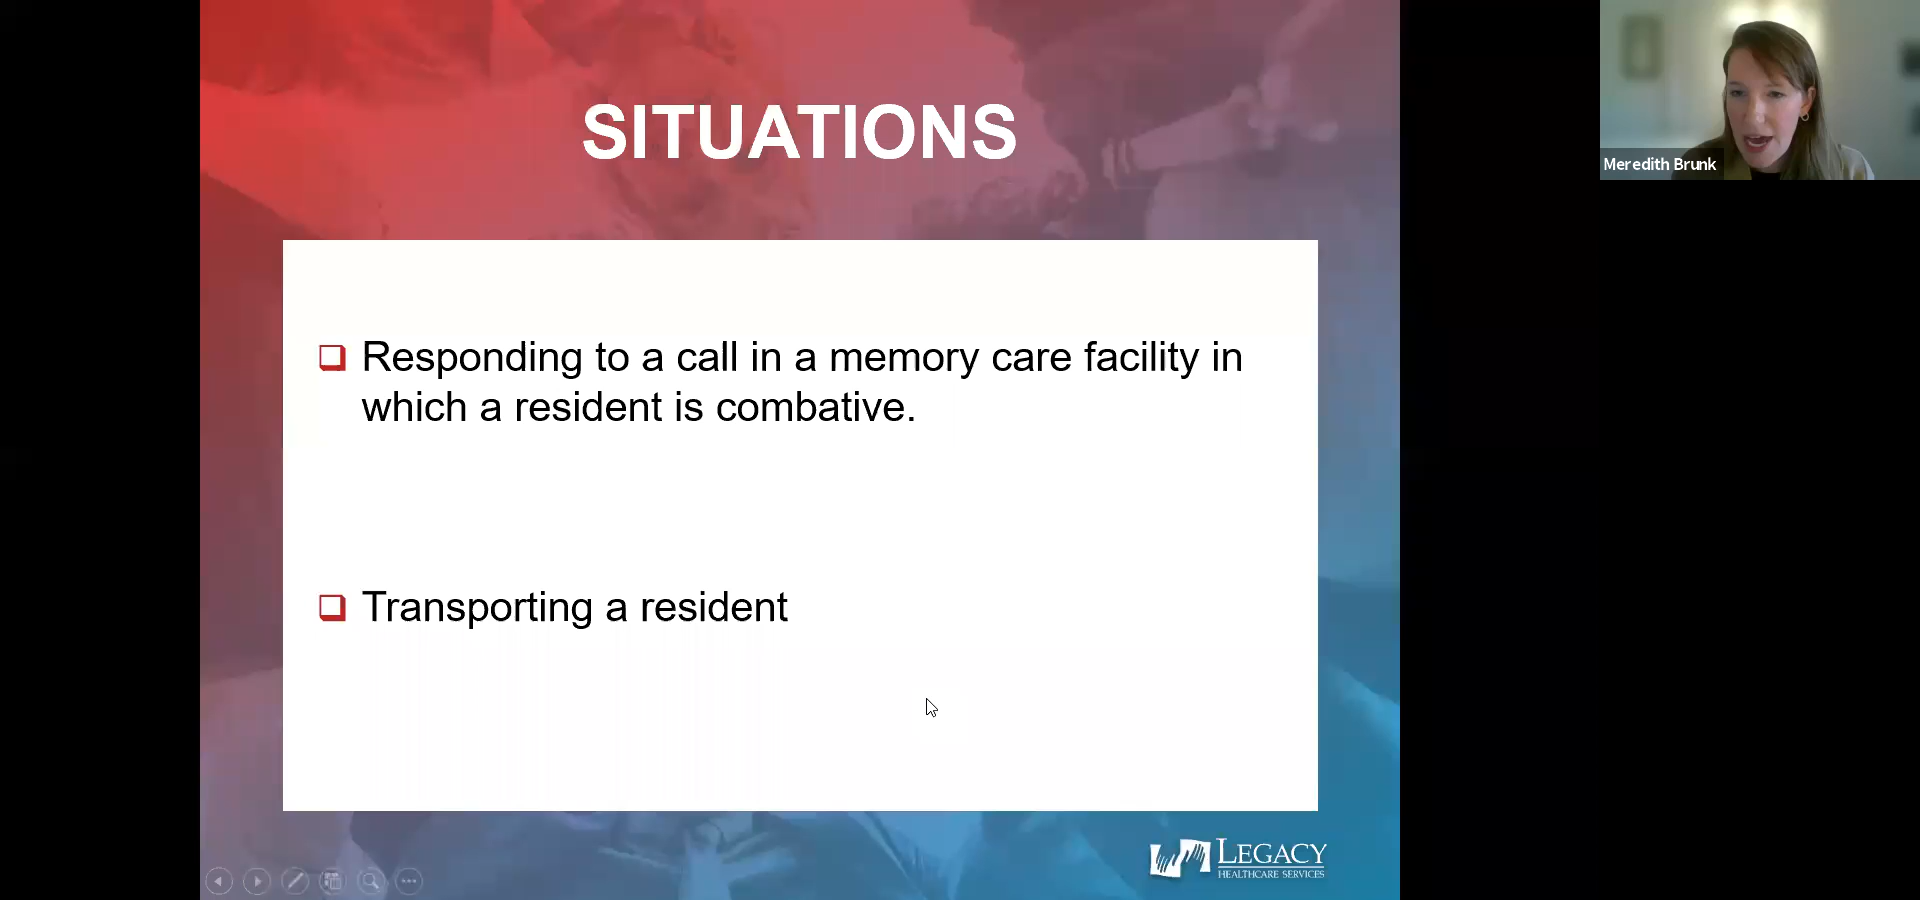 SITUATIONS
Responding to a call in a memory care facility in
which a resident is combative.
Transporting a resident
LEGACY
HEALTHCARE SERVICES
Meredith Brunk